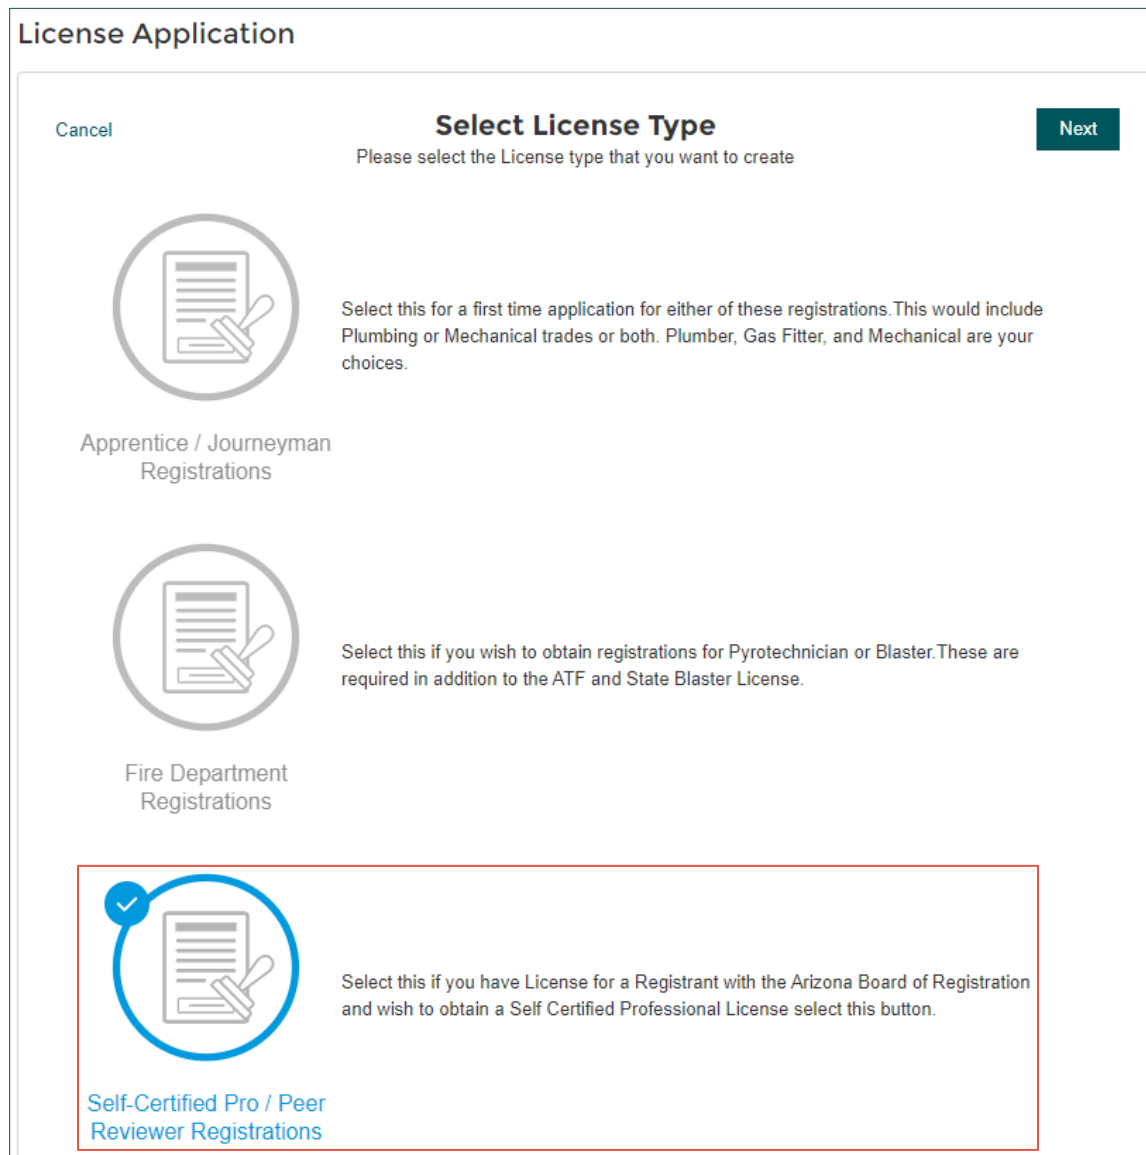 License Application
Cancel
Select License Type
Next
Please select the License type that you want to create
Select this for a first time application for either of these registrations.This would include
Plumbing or Mechanical trades or both. Plumber, Gas Fitter, and Mechanical are your
choices.
Apprentice / Journeyman
Registrations
Select this if you wish to obtain registrations for Pyrotechnician or Blaster.These are
required in addition to the ATF and State Blaster License.
Fire Department
Registrations
Select this if you have License for a Registrant with the Arizona Board of Registration
and wish to obtain a Self Certified Professional License select this button.
Self-Certified Pro / Peer
Reviewer Registrations